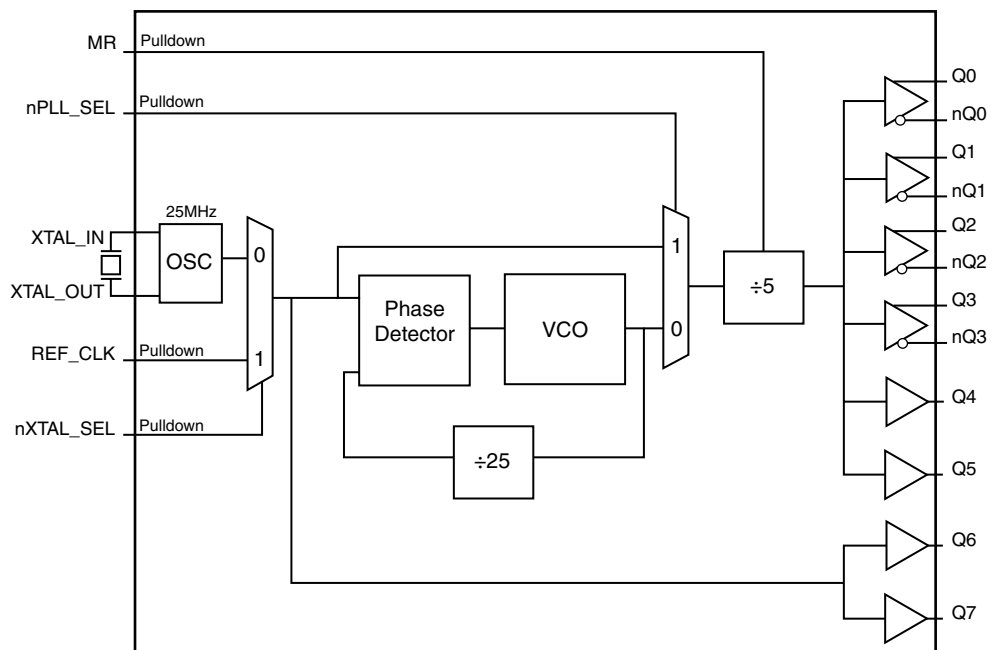 MR
Pulldown
nPLL_SEL
Pulldown
25MHz
XTAL_IN
OSC
XTAL_OUT
REF_CLK
Pulldown
nXTAL_SEL
Pulldown
0
1
Phase
Detector
VCO
÷25
1
0
÷5
Q0
nQ0
Q1
nQ1
Q2
nQ2
Q3
nQ3
Q4
Q5
Q6
Q7